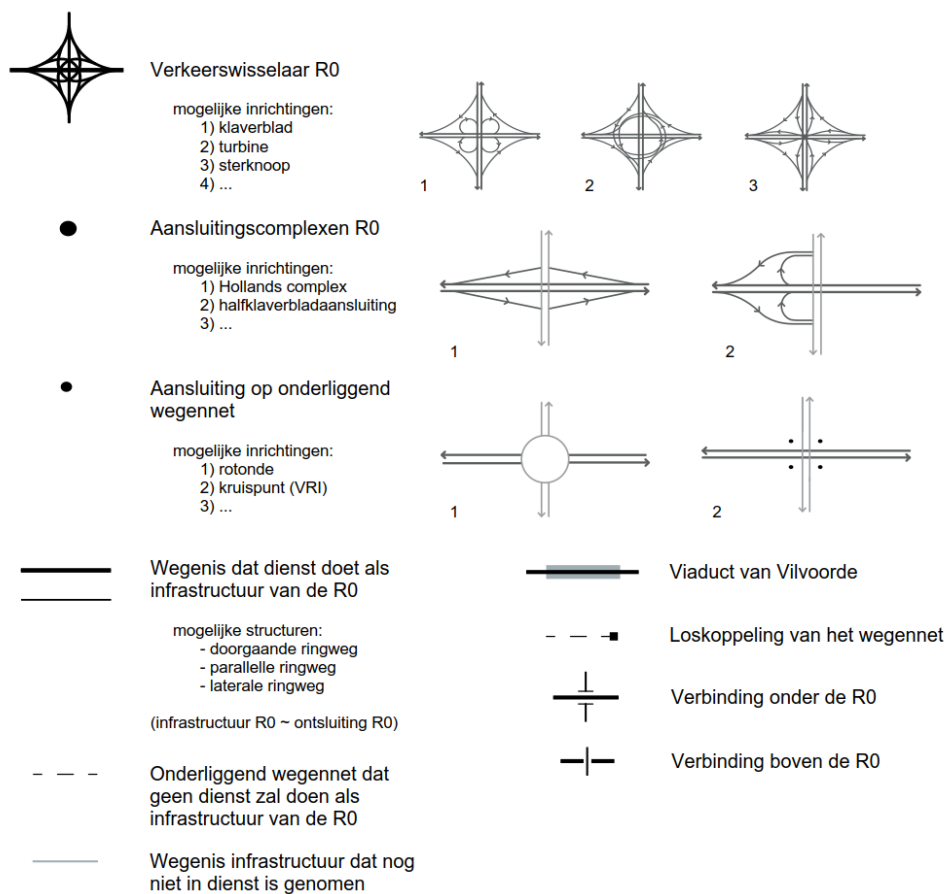 Verkeerswisselaar R0
mogelijke inrichtingen:
1) klaverblad
2) turbine
3) sterknoop
4) ...
1
2
3
Aansluitingscomplexen R0
mogelijke inrichtingen:
1) Hollands complex
2) halfklaverbladaansluiting
3) ...
1
2
Aansluiting op onderliggend
wegennet
mogelijke inrichtingen:
1) rotonde
2) kruispunt (VRI)
3) ...
1
2
Wegenis dat dienst doet als
infrastructuur van de R0
mogelijke structuren:
- doorgaande ringweg
- parallelle ringweg
- laterale ringweg
(infrastructuur R0 ~ ontsluiting R0)
Onderliggend wegennet dat
geen dienst zal doen als
infrastructuur van de R0
Wegenis infrastructuur dat nog
niet in dienst is genomen
Viaduct van Vilvoorde
Loskoppeling van het wegennet
Verbinding onder de R0
Verbinding boven de R0